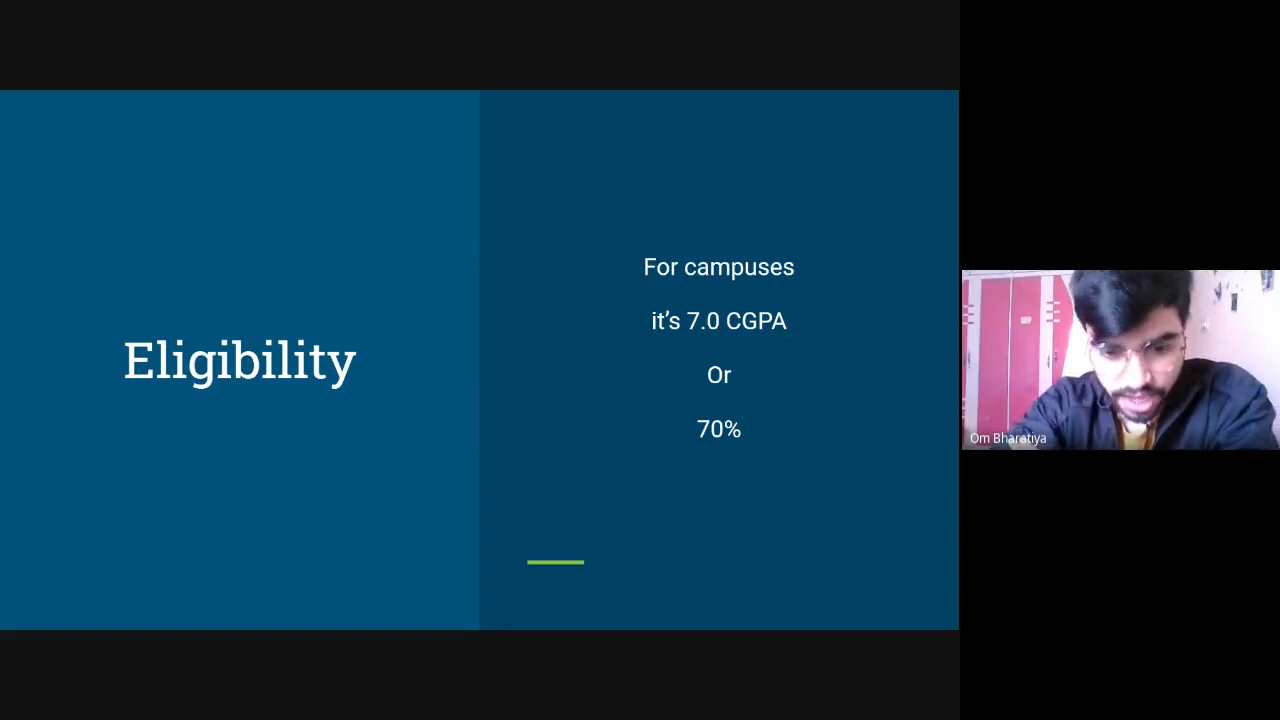 Eligibility
For campuses
it’s 7.0 CGPA
Or
70%
Om Bharatiya